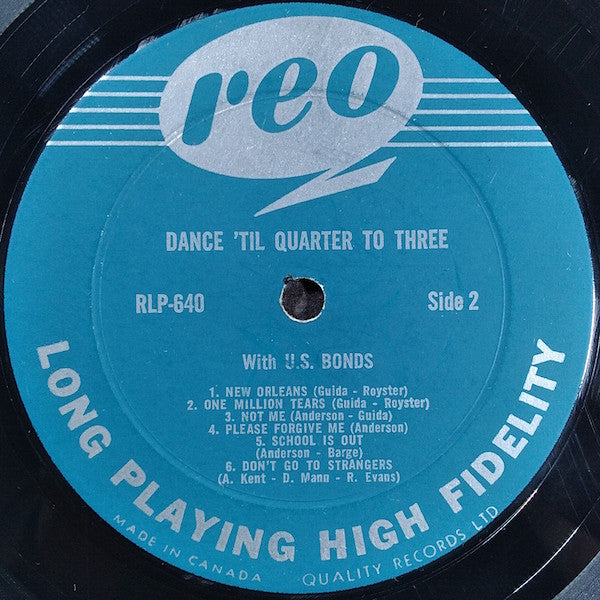 reo
DANCE 'TIL QUARTER TO THREE
RLP-640
Side 2
With U.S. BONDS
1. NEW ORLEANS (Guida - Royster)
2. ONE MILLION TEARS (Guida - Royster)
3. NOT ME (Anderson - Guida)
4. PLEASE FORGIVE ME (Anderson)
5. SCHOOL IS OUT
(Anderson - Barge)
6. DON'T GO TO STRANGERS
(A. Kent - D. Mann - R. Evans)
LONG PLAYING HIGH FIDELITY
MADE IN CANADA
QUALITY RECORDS LTD